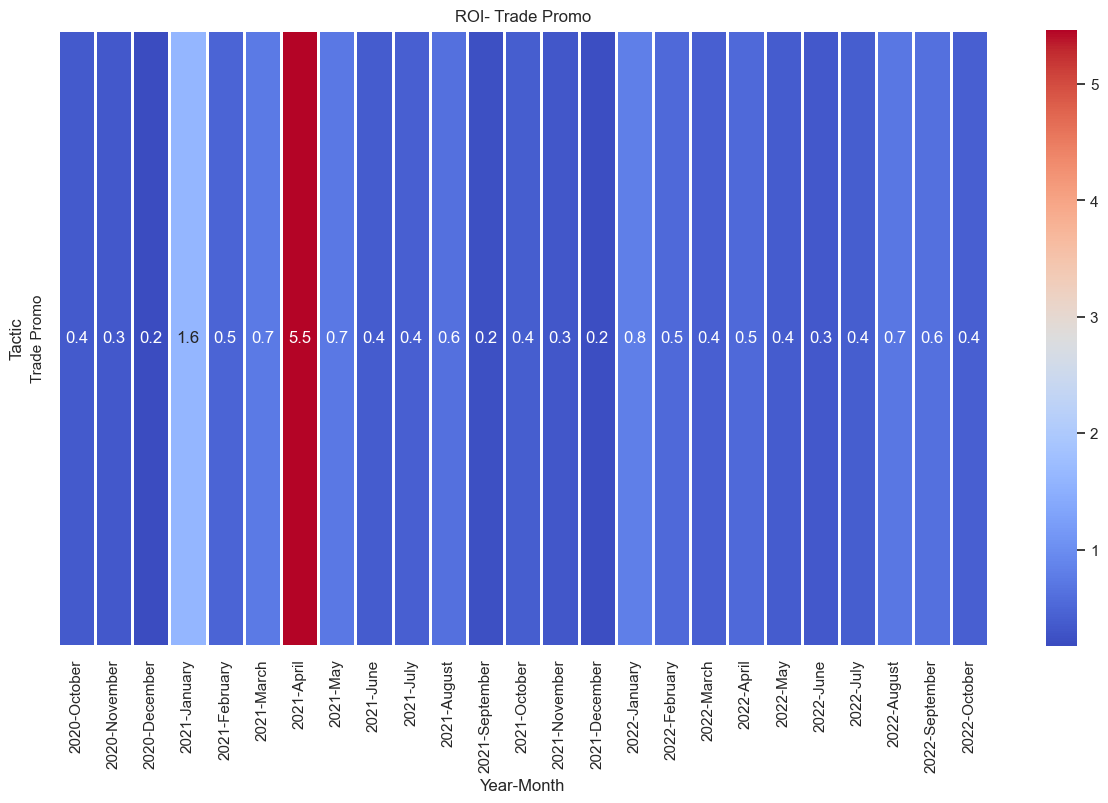 ROI- Trade Promo
Tactic
Trade Promo
0.4 0.3 0.2 1.6 0.5 0.7 5.5 0.7 0.4 0.4 0.6 0.2 0.4 0.3 0.2 0.8 0.5 0.4 0.5 0.4 0.3 0.4 0.7 0.6 0.4
5
4
3
2
1
2020-October
2020-November
2020-December
2021-January
2021-February
2021-March
2021-April
2021-May
2021-June
2021-July
2021-August
2021-September
2021-October
2021-November
2021-December
2022-January
2022-February
2022-March
2022-April
2022-May
2022-June
2022-July
2022-August
2022-September
2022-October
Year-Month